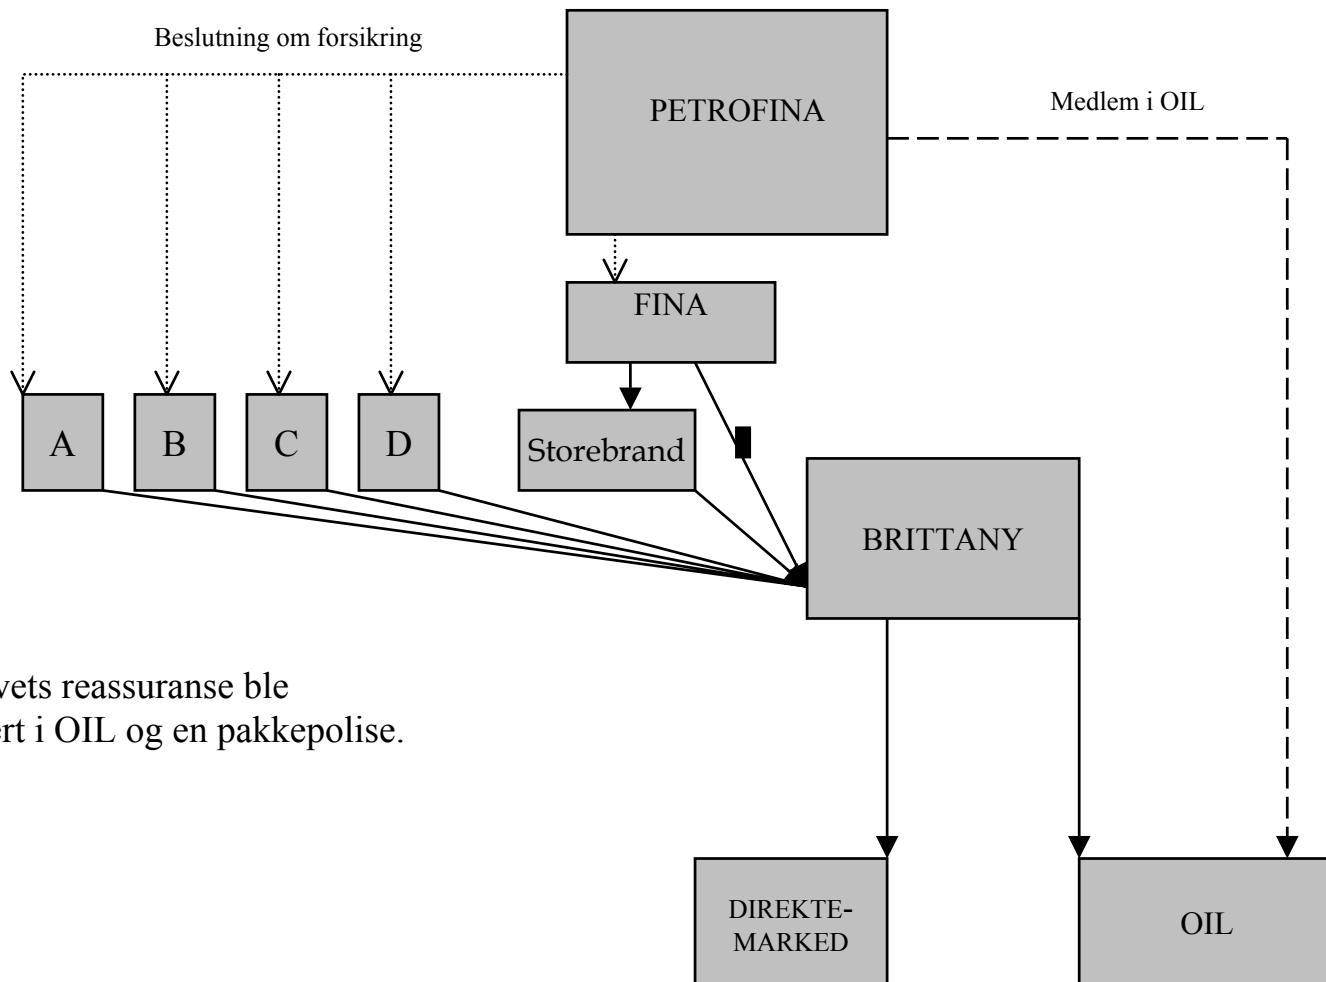 Beslutning om forsikring
PETROFINA
Medlem i OIL
FINA
A
B
C
D
Storebrand
BRITTANY
vets reassuranse ble
rt i OIL og en pakkepolise.
DIREKTE-
MARKED
OIL